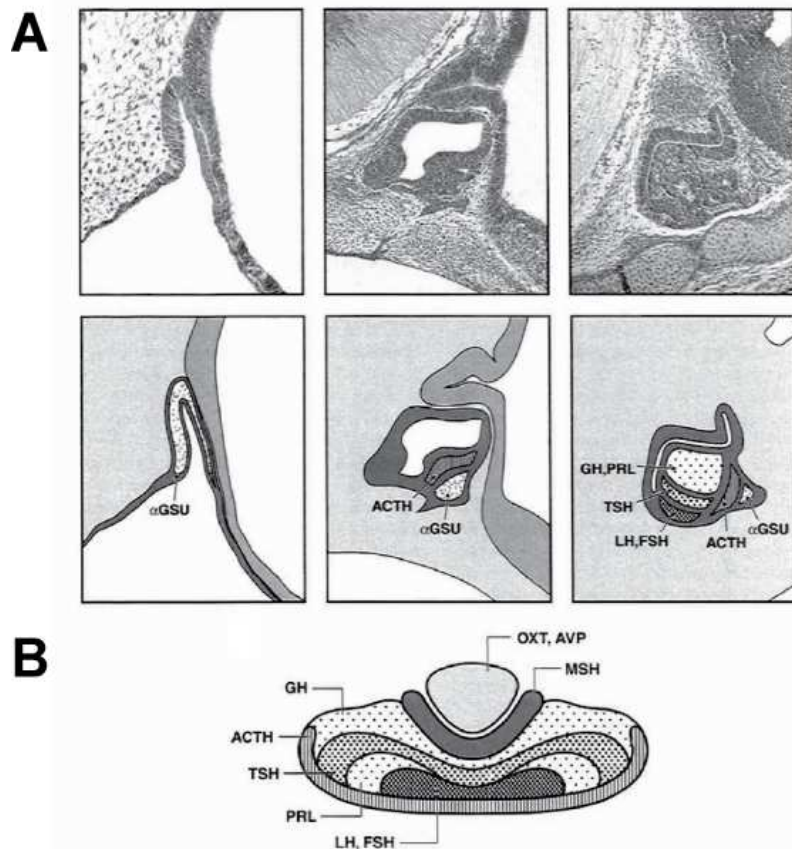 A
αGSU
ACTH
αGSU
GH,PRL
TSH
LH,FSH
ACTH
αGSU
B
OXT, AVP
MSH
GH
ACTH
TSH
PRL
LH, FSH